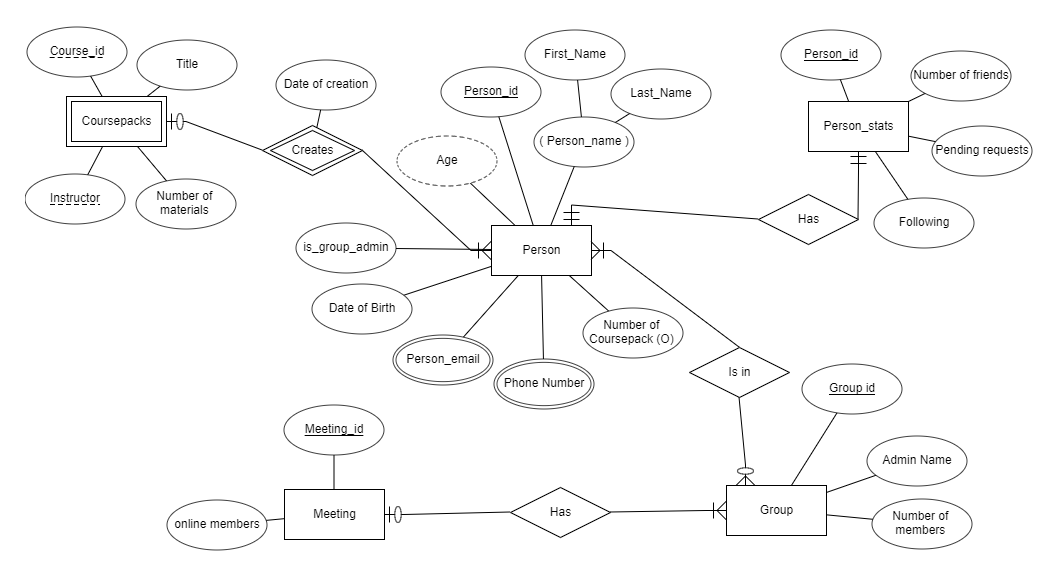 Course_id
Title
Coursepacks
Instructor
Number of
materials
Date of creation
Creates
Person_id
First_Name
Last_Name
( Person_name )
Age
Person
is_group_admin
Date of Birth
Person_email
Phone Number
Number of
Coursepack (O)
Person_id
Number of friends
Person_stats
Pending requests
Following
Has
Is in
Group id
Admin Name
Group
Number of
members
Has
Meeting_id
Meeting
online members